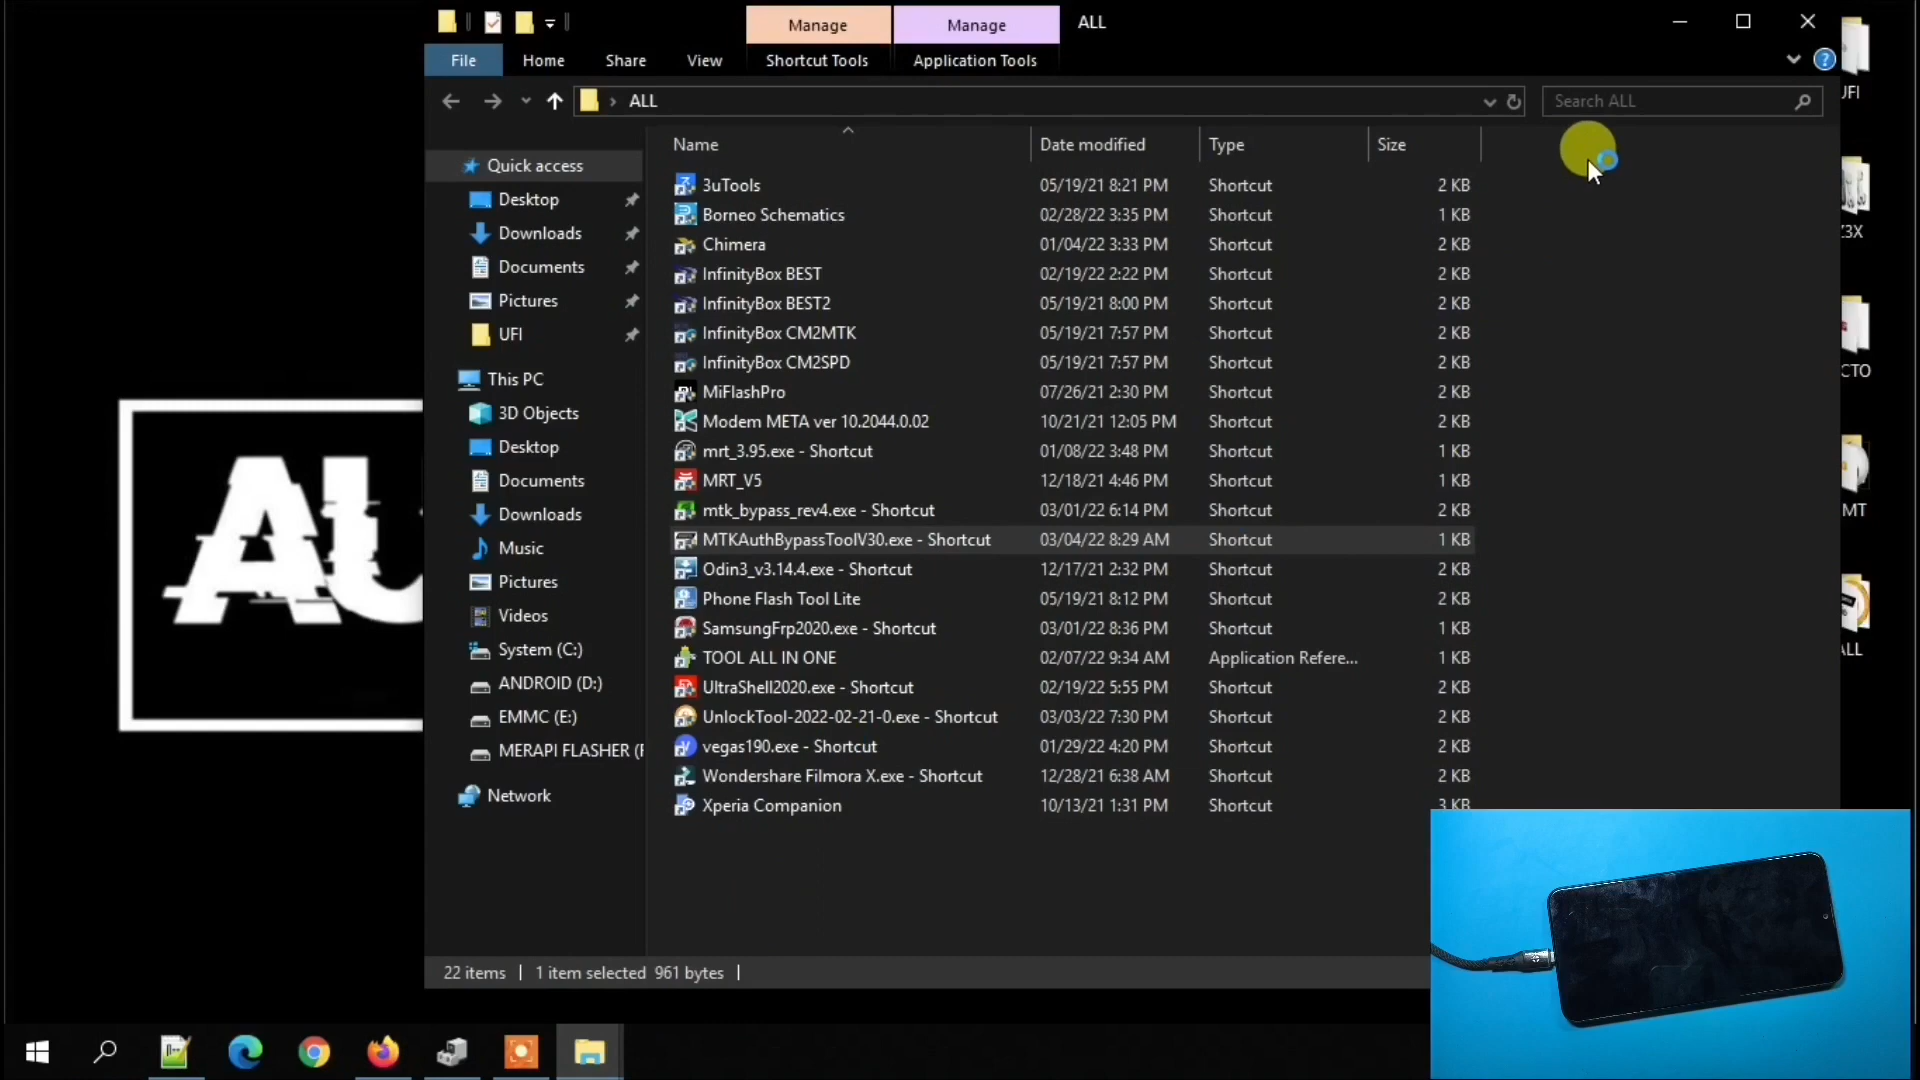 Manage
Manage
ALL
File
Home
Share
View
Shortcut Tools
Application Tools
ALL
Search ALL
Name
Date modified
Type
Size
Quick access
Desktop
Downloads
Documents
Pictures
UFI
This PC
3D Objects
Desktop
Documents
Downloads
Music
Pictures
Videos
System (C:)
ANDROID (D:)
EMMC (E:)
MERAPI FLASHER (F
Network
3uTools 05/19/21 8:21 PM Shortcut 2 KB
Borneo Schematics 02/28/22 3:35 PM Shortcut 1 KB
Chimera 01/04/22 3:33 PM Shortcut 2 KB
InfinityBox BEST 02/19/22 2:22 PM Shortcut 2 KB
InfinityBox BEST2 05/19/21 8:00 PM Shortcut 2 KB
InfinityBox CM2MTK 05/19/21 7:57 PM Shortcut 2 KB
InfinityBox CM2SPD 05/19/21 7:57 PM Shortcut 2 KB
MiFlashPro 07/26/21 2:30 PM Shortcut 2 KB
Modem META ver 10.2044.0.02 10/21/21 12:05 PM Shortcut 2 KB
mrt_3.95.exe - Shortcut 01/08/22 3:48 PM Shortcut 1 KB
MRT_V5 12/18/21 4:46 PM Shortcut 1 KB
mtk_bypass_rev4.exe - Shortcut 03/01/22 6:14 PM Shortcut 2 KB
MTKAuthBypassToolV30.exe - Shortcut 03/04/22 8:29 AM Shortcut 1 KB
Odin3_v3.14.4.exe - Shortcut 12/17/21 2:32 PM Shortcut 2 KB
Phone Flash Tool Lite 05/19/21 8:12 PM Shortcut 2 KB
SamsungFrp2020.exe - Shortcut 03/01/22 8:36 PM Shortcut 1 KB
TOOL ALL IN ONE 02/07/22 9:34 AM Application Refere... 1 KB
UltraShell2020.exe - Shortcut 02/19/22 5:55 PM Shortcut 2 KB
UnlockTool-2022-02-21-0.exe - Shortcut 03/03/22 7:30 PM Shortcut 2 KB
vegas190.exe - Shortcut 01/29/22 4:20 PM Shortcut 2 KB
Wondershare Filmora X.exe - Shortcut 12/28/21 6:38 AM Shortcut 2 KB
Xperia Companion 10/13/21 1:31 PM Shortcut 3 KB
22 items 1 item selected 961 bytes
UFI
Z3X
CTO
MT
ALL
AU